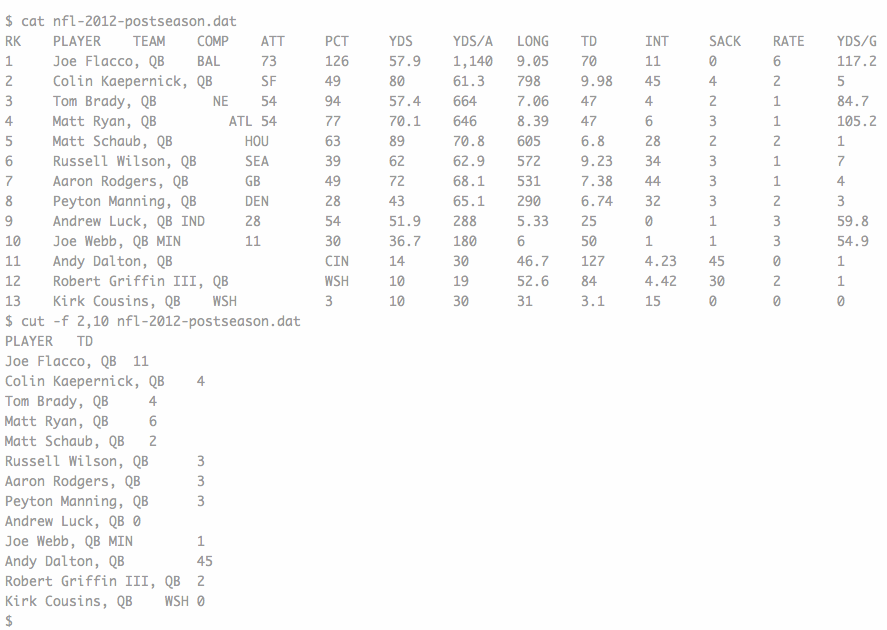 $ cat nfl-2012-postseason.dat
RK PLAYER TEAM COMP ATT PCT YDS YDS/A LONG TD INT SACK RATE YDS/G
1 Joe Flacco, QB BAL 73 126 57.9 1,140 9.05 70 11 0 6 117.2
2 Colin Kaepernick, QB SF 49 80 61.3 798 9.98 45 4 2 5
3 Tom Brady, QB NE 54 94 57.4 664 7.06 47 4 2 1 84.7
4 Matt Ryan, QB ATL 54 77 70.1 646 8.39 47 6 3 1 105.2
5 Matt Schaub, QB HOU 63 89 70.8 605 6.8 28 2 2 1
6 Russell Wilson, QB SEA 39 62 62.9 572 9.23 34 3 1 7
7 Aaron Rodgers, QB GB 49 72 68.1 531 7.38 44 3 1 4
8 Peyton Manning, QB DEN 28 43 65.1 290 6.74 32 3 2 3
9 Andrew Luck, QB IND 28 54 51.9 288 5.33 25 0 1 3 59.8
10 Joe Webb, QB MIN 11 30 36.7 180 6 50 1 1 3 54.9
11 Andy Dalton, QB CIN 14 30 46.7 127 4.23 45 0 1
12 Robert Griffin III, QB WSH 10 19 52.6 84 4.42 30 2 1
13 Kirk Cousins, QB WSH 3 10 30 31 3.1 15 0 0 0
$ cut -f 2,10 nfl-2012-postseason.dat
PLAYER TD
Joe Flacco, QB 11
Colin Kaepernick, QB 4
Tom Brady, QB 4
Matt Ryan, QB 6
Matt Schaub, QB 2
Russell Wilson, QB 3
Aaron Rodgers, QB 3
Peyton Manning, QB 3
Andrew Luck, QB 0
Joe Webb, QB MIN 1
Andy Dalton, QB 45
Robert Griffin III, QB 2
Kirk Cousins, QB WSH 0
$